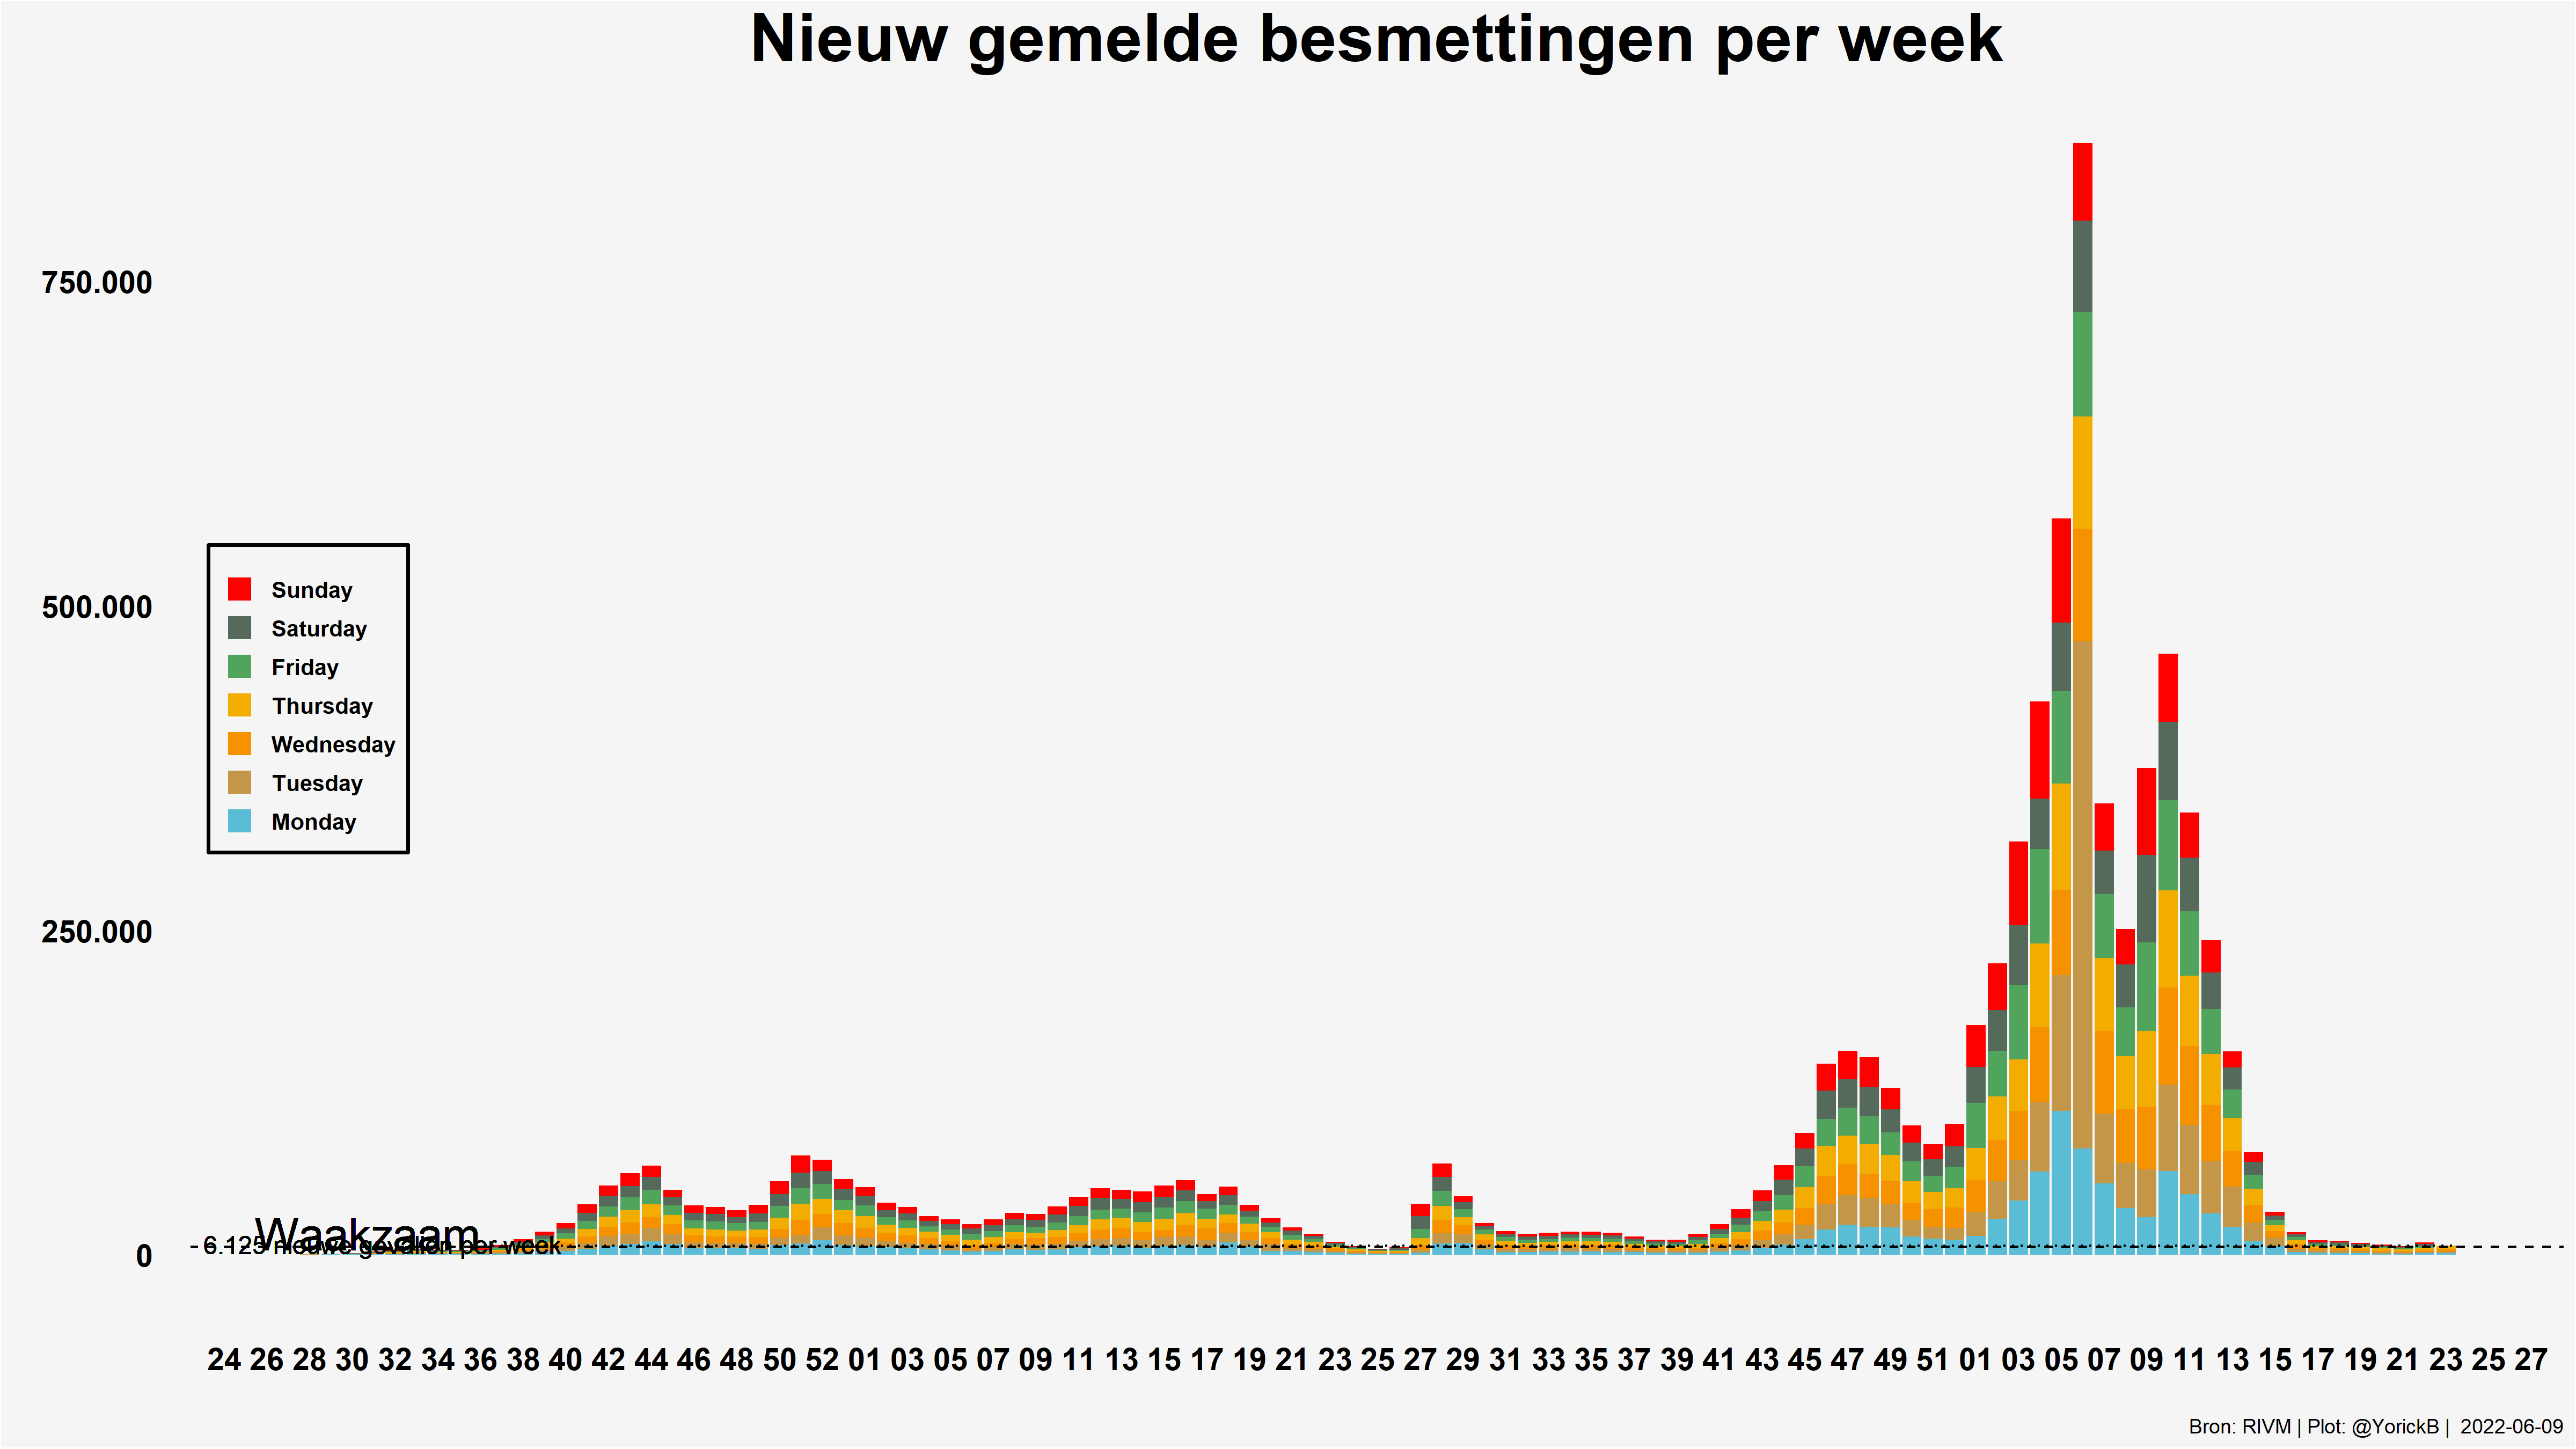 Nieuw gemelde besmettingen per week
750.000
500.000
250.000
0
Sunday
Saturday
Friday
Thursday
Wednesday
Tuesday
Monday
Waakzaam
6.125 nieuwe gevallen per week
24 26 28 30 32 34 36 38 40 42 44 46 48 50 52 01 03 05 07 09 11 13 15 17 19 21 23 25 27 29 31 33 35 37 39 41 43 45 47 49 51 01 03 05 07 09 11 13 15 17 19 21 23 25 27
Bron: RIVM | Plot: @YorickB | 2022-06-09